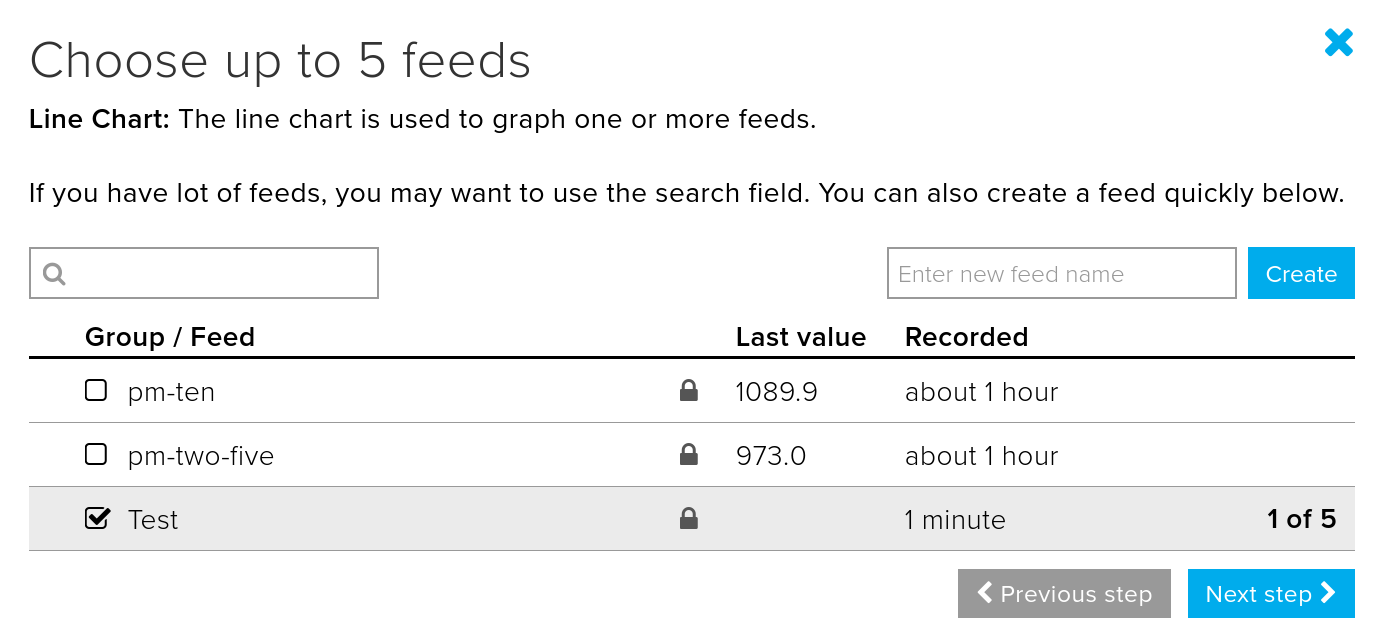 Choose up to 5 feeds
Line Chart: The line chart is used to graph one or more feeds.
If you have lot of feeds, you may want to use the search field. You can also create a feed quickly below.
Enter new feed name Create
Group / Feed Last value Recorded
pm-ten 1089.9 about 1 hour
pm-two-five 973.0 about 1 hour
Test 1 minute 1 of 5
Previous step Next step